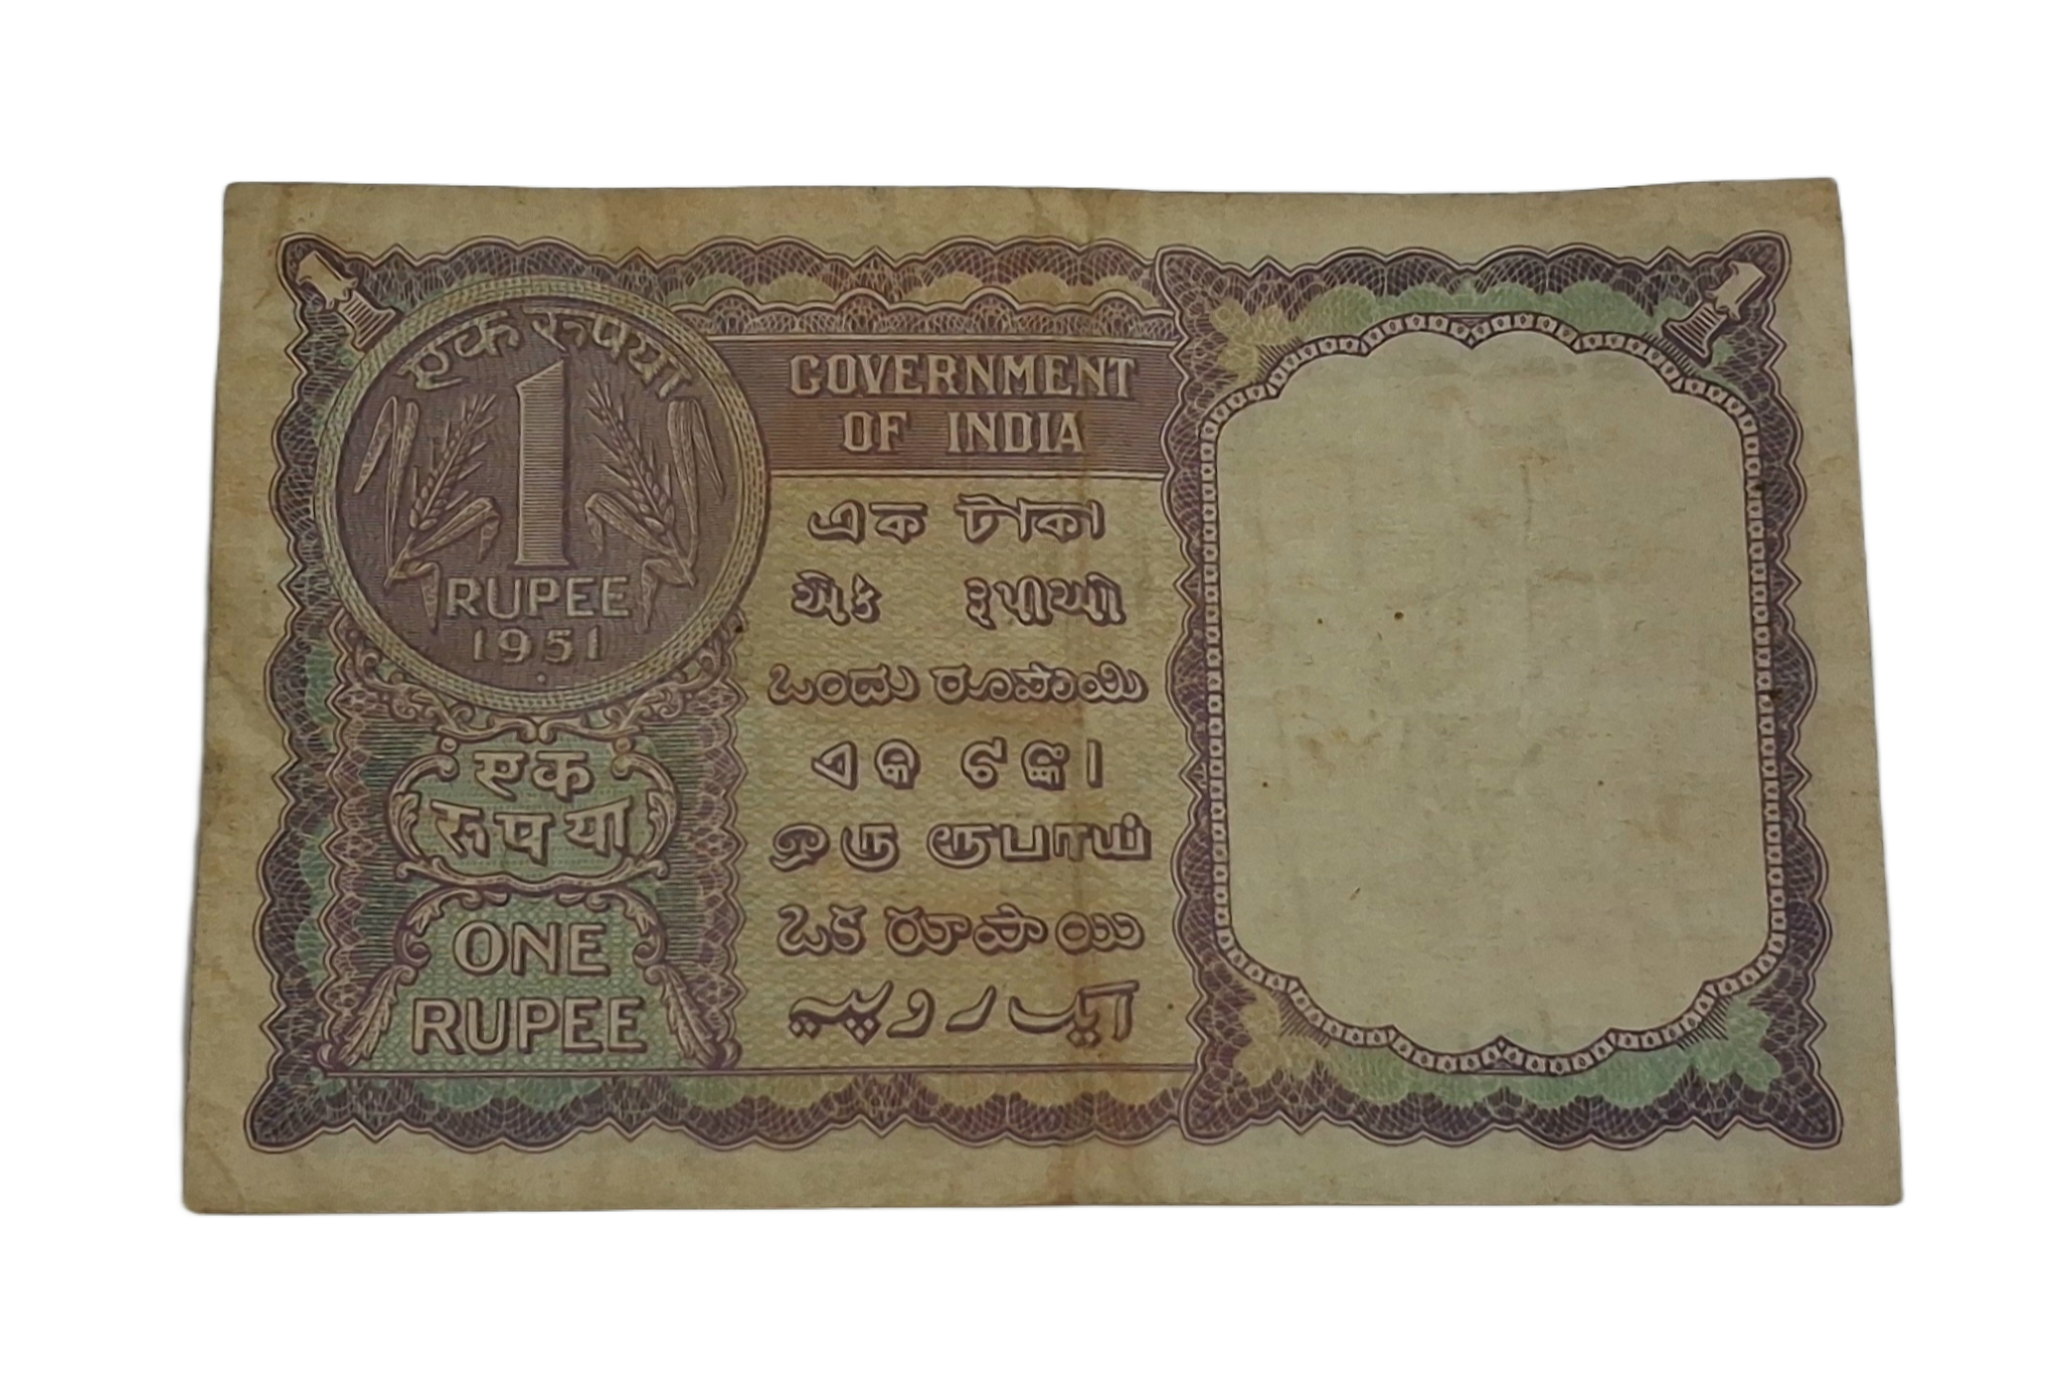 एक रुपया
1
RUPEE
1951
एक
रुपया
ONE
RUPEE
GOVERNMENT
OF INDIA
এক টাকা
એક રૂપીઓ
ಒಂದು ರೂಪಾಯಿ
ଏକ ଟଙ୍କା
ஒரு ரூபாய்
ఒక రూపాయి
ایک روپیہ